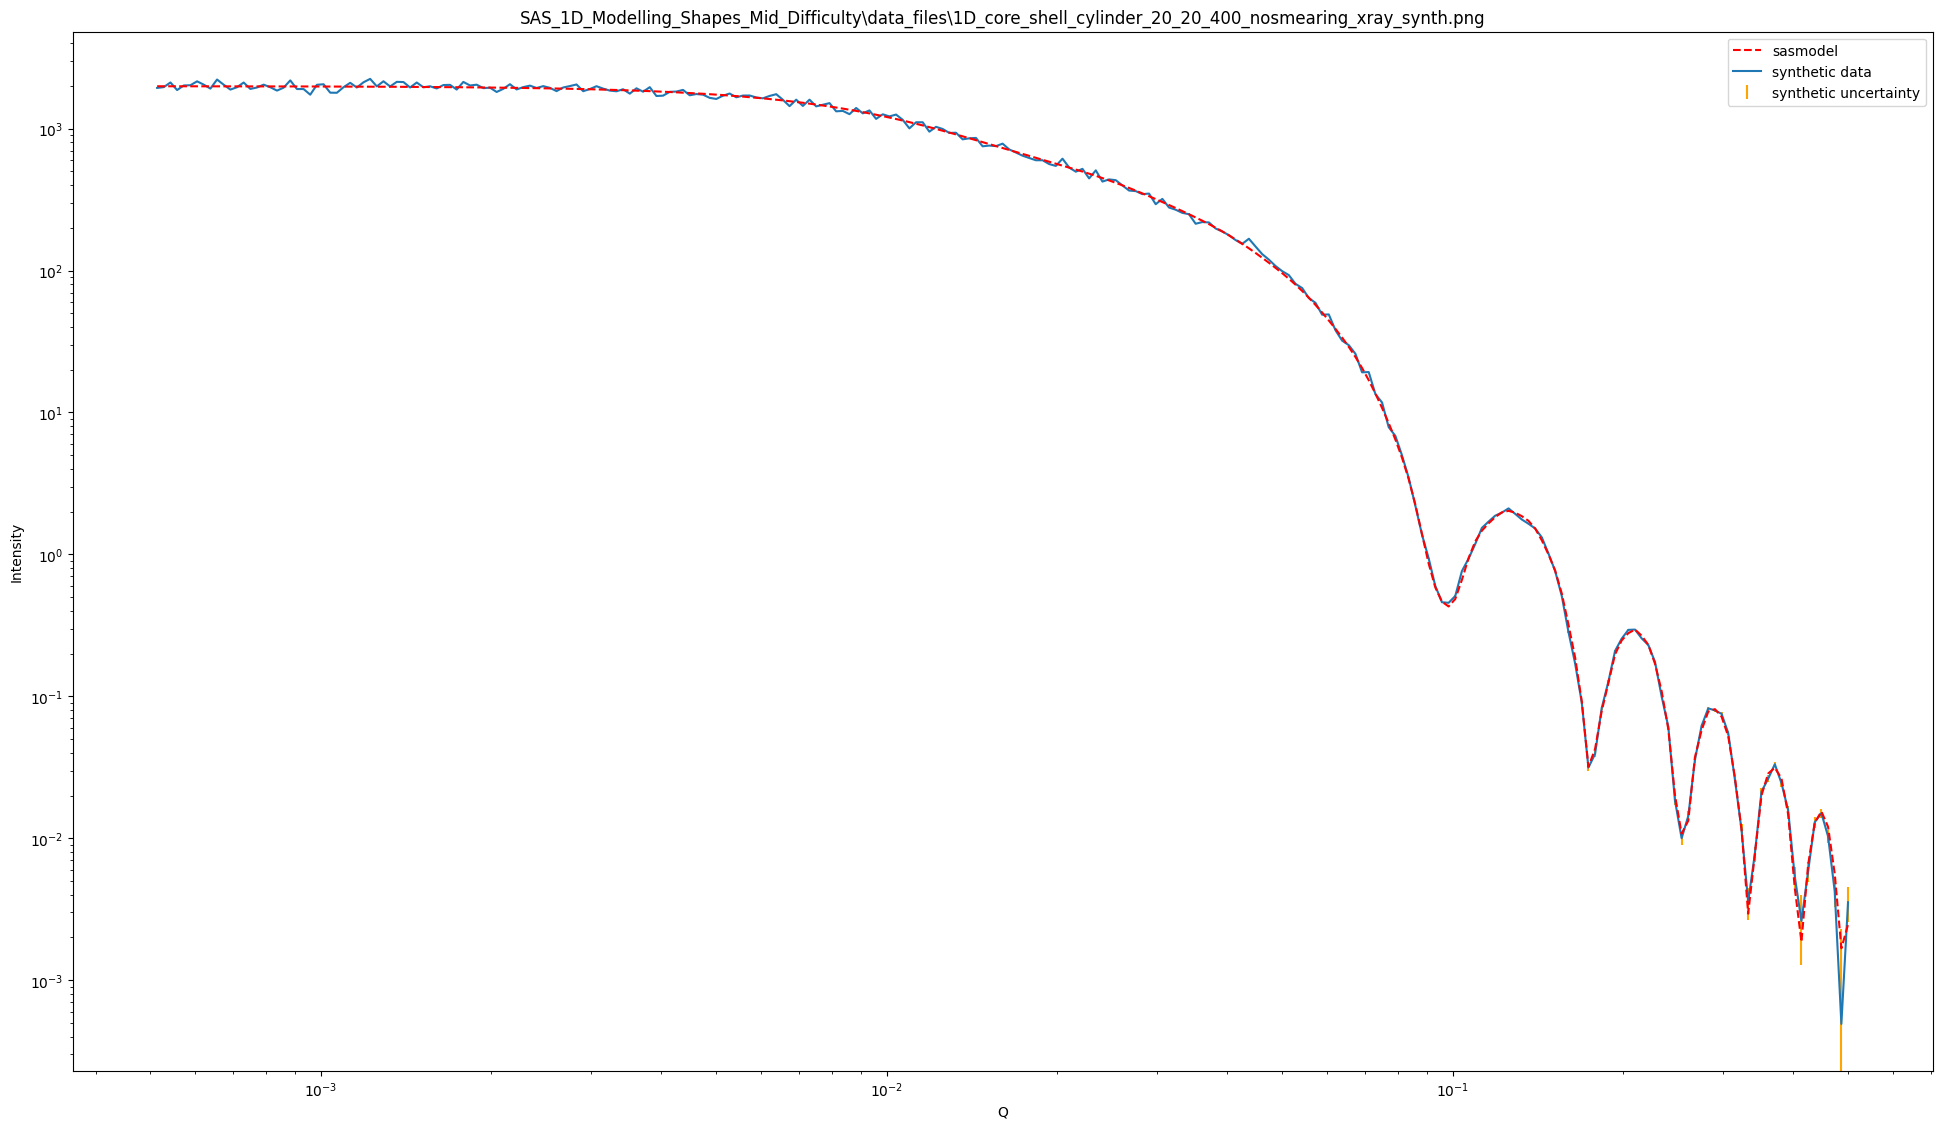 SAS_1D_Modelling_Shapes_Mid_Difficulty\data_files\1D_core_shell_cylinder_20_20_400_nosmearing_xray_synth.png
sasmodel
synthetic data
synthetic uncertainty
Intensity
10³
10²
10¹
10⁰
10⁻¹
10⁻²
10⁻³
10⁻³
10⁻²
10⁻¹
Q